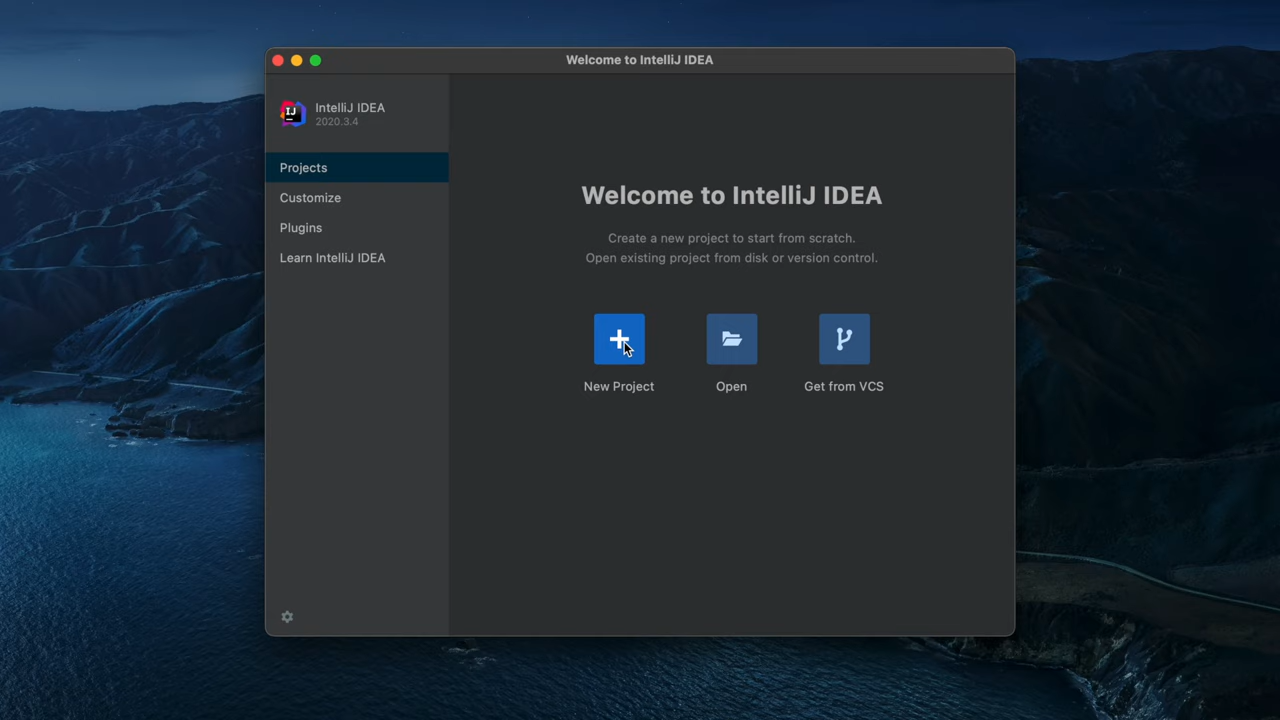 Welcome to IntelliJ IDEA
IJ
IntelliJ IDEA
2020.3.4
Projects
Customize
Plugins
Learn IntelliJ IDEA
Welcome to IntelliJ IDEA
Create a new project to start from scratch.
Open existing project from disk or version control.
New Project
Open
Get from VCS